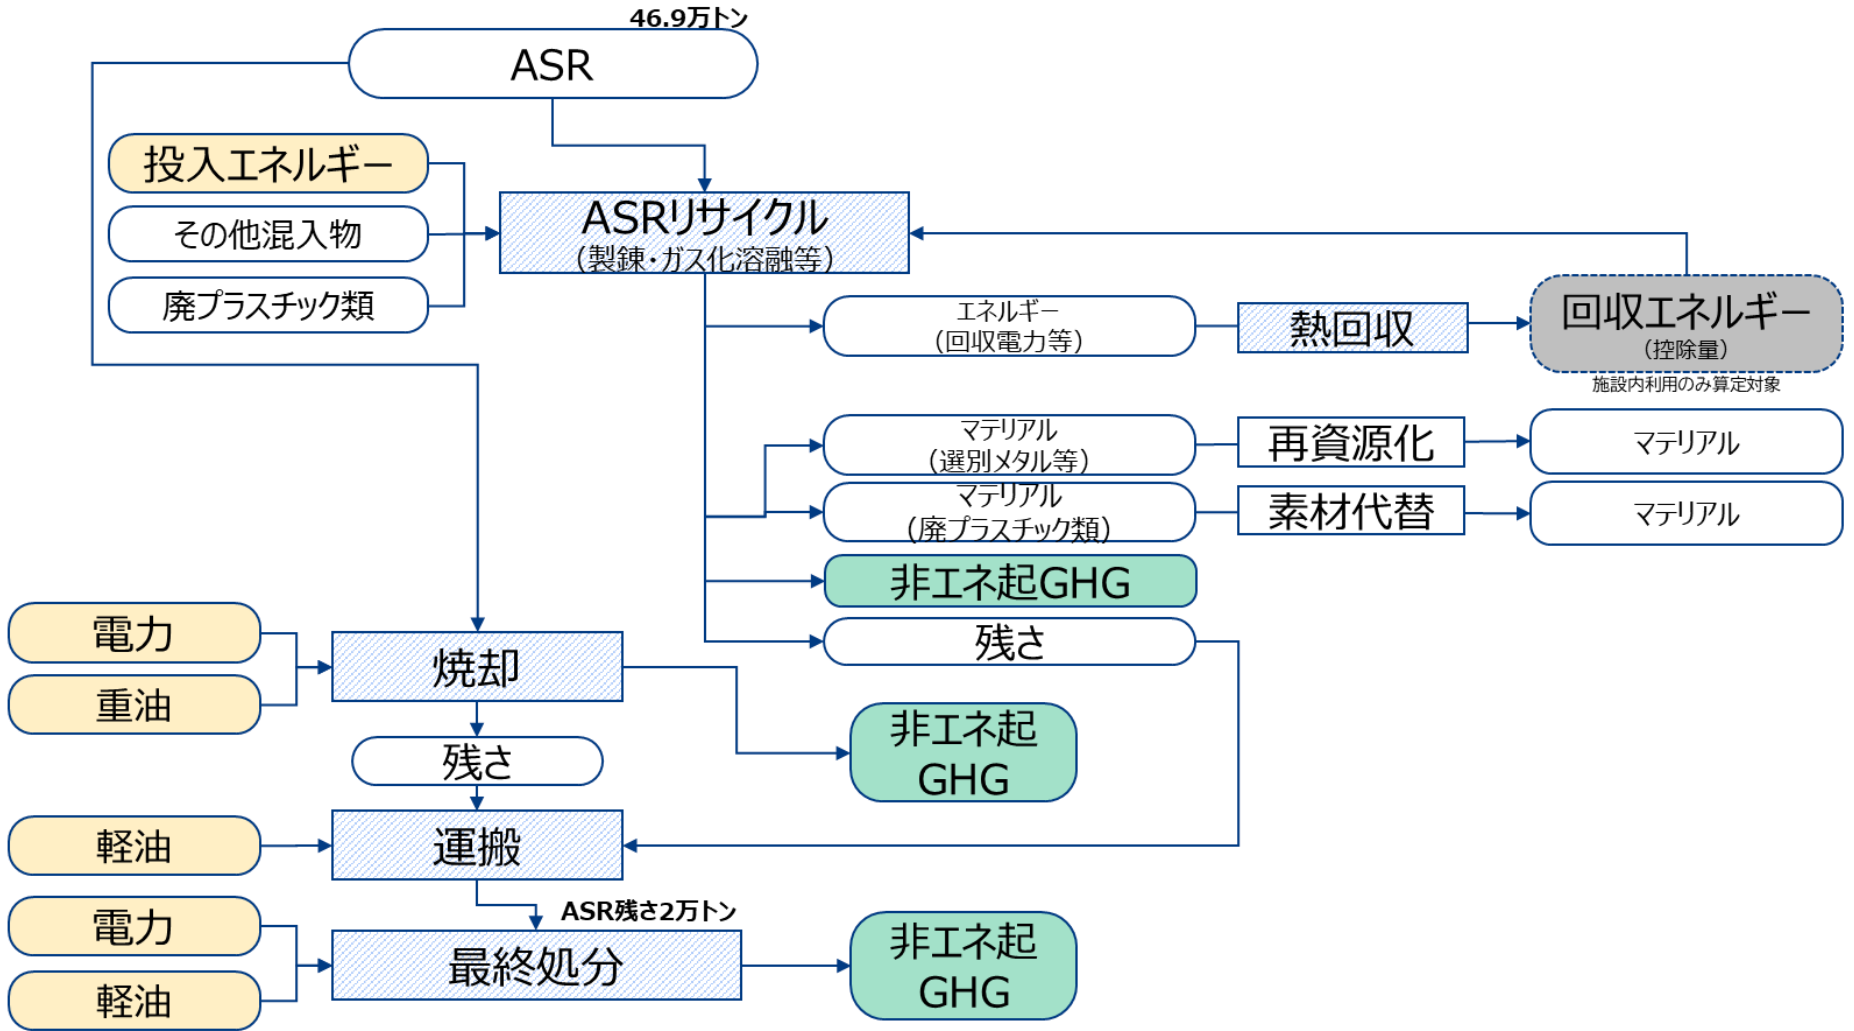 46.9万トン
ASR
投入エネルギー
その他混入物
廃プラスチック類
ASRリサイクル
（製錬・ガス化溶融等）
エネルギー
（回収電力等）
熱回収
回収エネルギー
（控除量）
施設内利用のみ算定対象
マテリアル
（選別メタル等）
再資源化
マテリアル
マテリアル
（廃プラスチック類）
素材代替
マテリアル
非エネ起GHG
残さ
電力
重油
焼却
残さ
非エネ起
GHG
軽油
運搬
ASR残さ2万トン
電力
軽油
最終処分
非エネ起
GHG